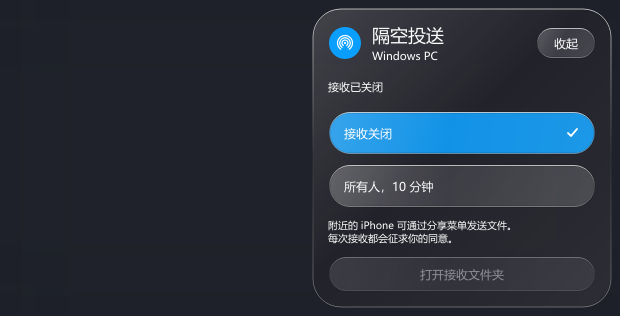 隔空投送
Windows PC
收起
接收已关闭
接收关闭
所有人，10 分钟
附近的 iPhone 可通过分享菜单发送文件。
每次接收都会征求你的同意。
打开接收文件夹